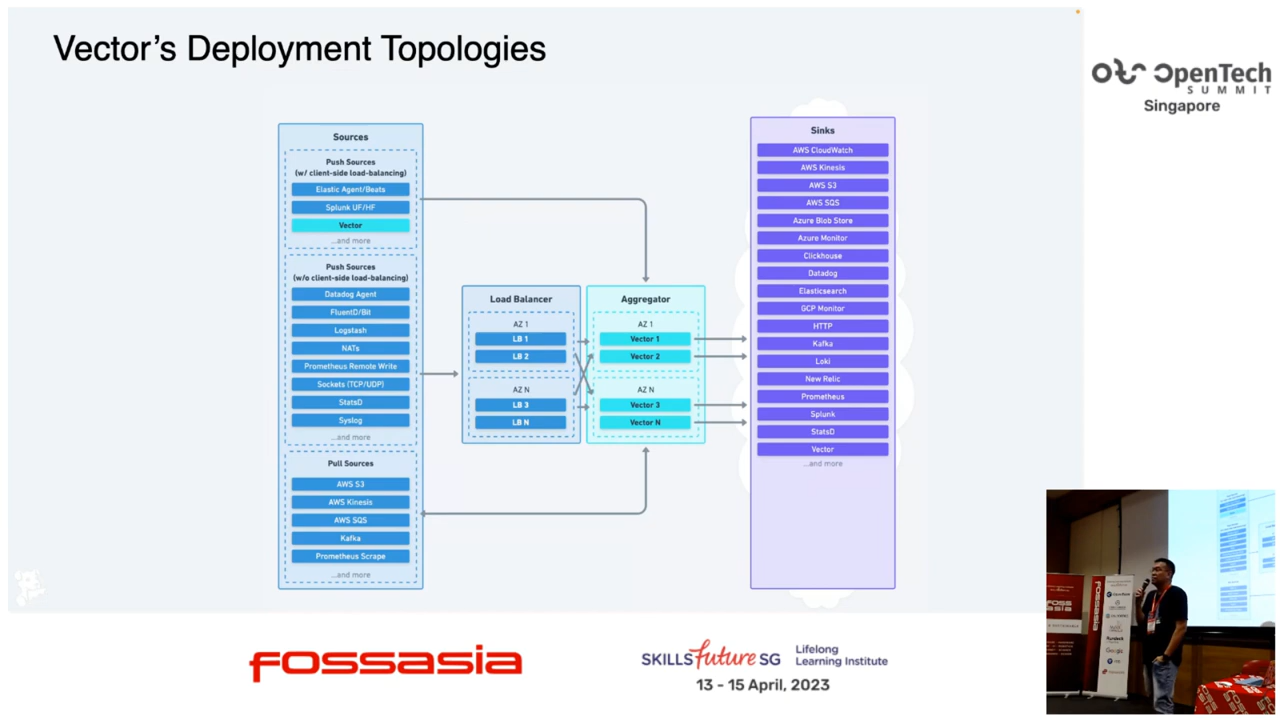 Vector's Deployment Topologies
OpenTech
SUMMIT
Singapore
Sources
Push Sources
(w/ client-side load-balancing)
Elastic Agent/Beats
Splunk UF/HF
Vector
...and more
Push Sources
(w/o client-side load-balancing)
Datadog Agent
FluentD/Bit
Logstash
NATs
Prometheus Remote Write
Sockets (TCP/UDP)
StatsD
Syslog
...and more
Pull Sources
AWS S3
AWS Kinesis
AWS SQS
Kafka
Prometheus Scrape
...and more
Load Balancer
AZ 1
LB 1
LB 2
AZ N
LB 3
LB N
Aggregator
AZ 1
Vector 1
Vector 2
AZ N
Vector 3
Vector N
Sinks
AWS CloudWatch
AWS Kinesis
AWS S3
AWS SQS
Azure Blob Store
Azure Monitor
Clickhouse
Datadog
Elasticsearch
GCP Monitor
HTTP
Kafka
Loki
New Relic
Prometheus
Splunk
StatsD
Vector
...and more
FOSS
ASIA
fossasia
Google
fossasia
SKILLS future SG
Lifelong
Learning Institute
13 - 15 April, 2023